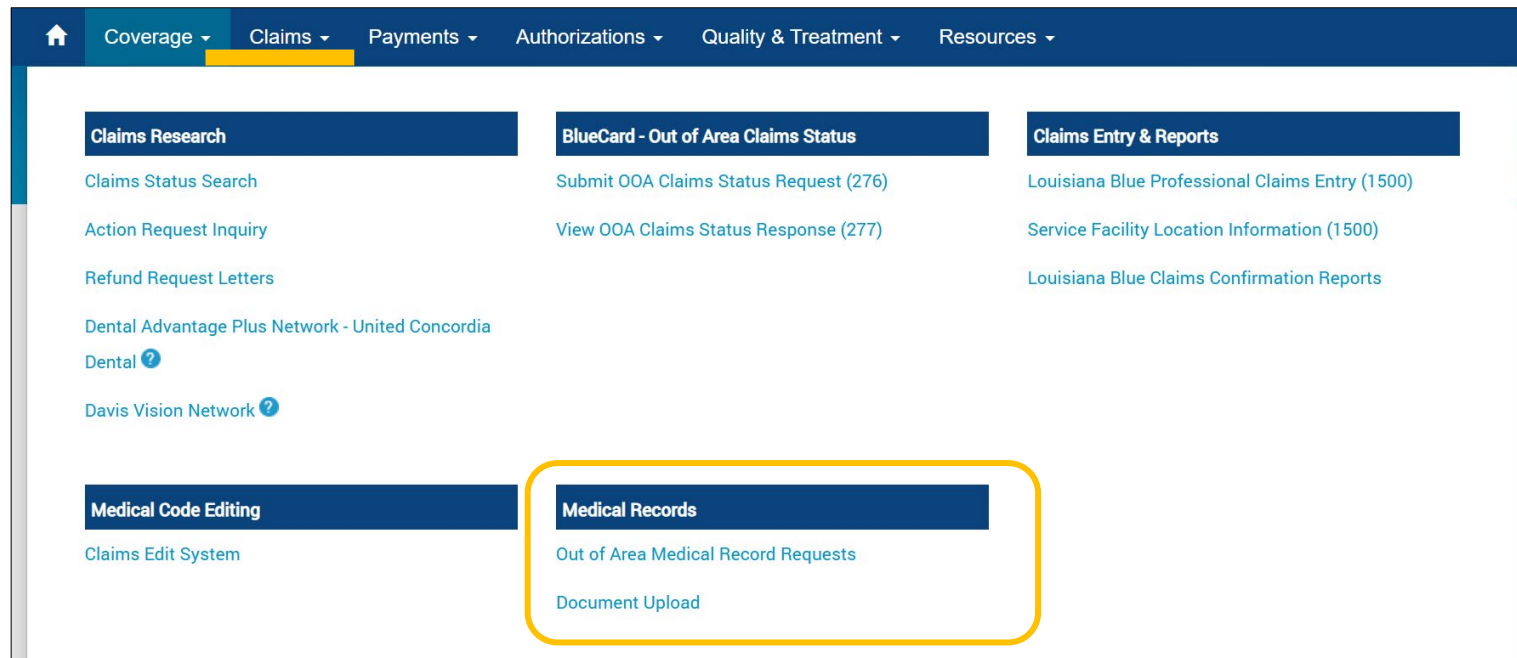 Coverage Claims Payments Authorizations Quality & Treatment Resources
Claims Research
Claims Status Search
Action Request Inquiry
Refund Request Letters
Dental Advantage Plus Network - United Concordia
Dental ?
Davis Vision Network ?
BlueCard - Out of Area Claims Status
Submit OOA Claims Status Request (276)
View OOA Claims Status Response (277)
Claims Entry & Reports
Louisiana Blue Professional Claims Entry (1500)
Service Facility Location Information (1500)
Louisiana Blue Claims Confirmation Reports
Medical Code Editing
Claims Edit System
Medical Records
Out of Area Medical Record Requests
Document Upload